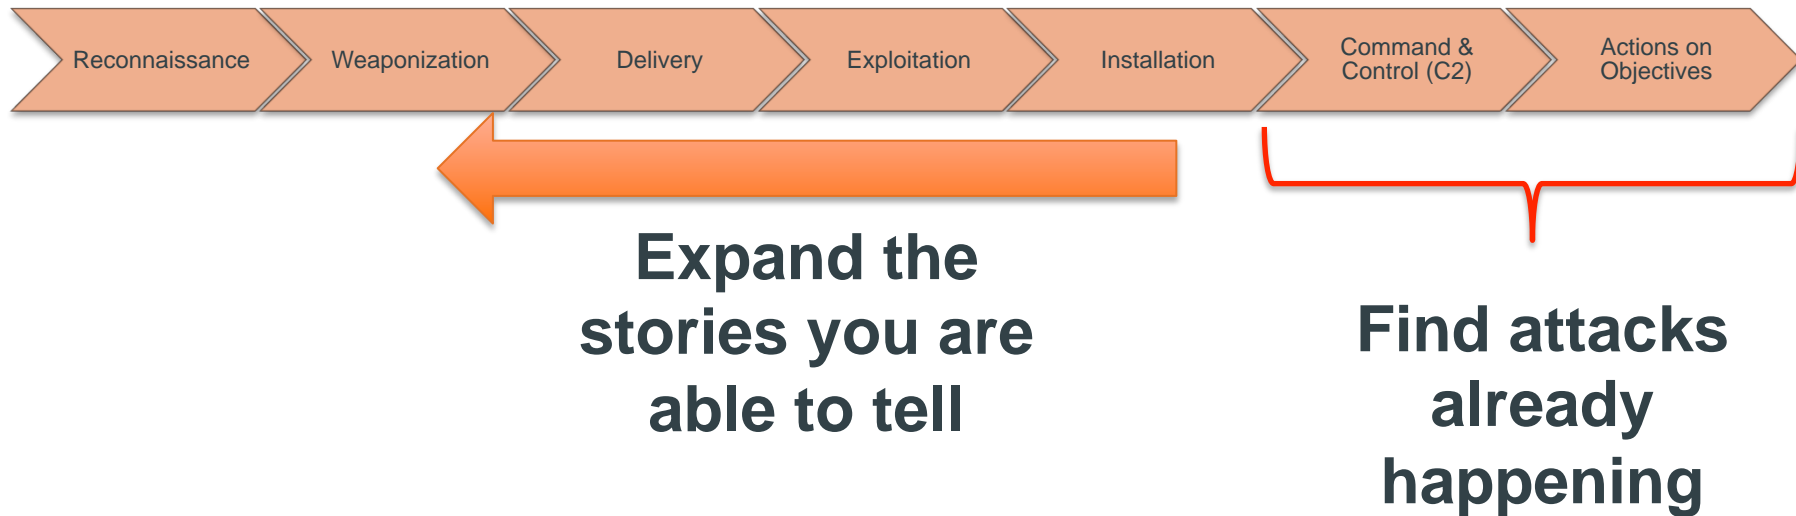 Reconnaissance
Weaponization
Delivery
Exploitation
Installation
Command &
Control (C2)
Actions on
Objectives
Expand the
stories you are
able to tell
Find attacks
already
happening